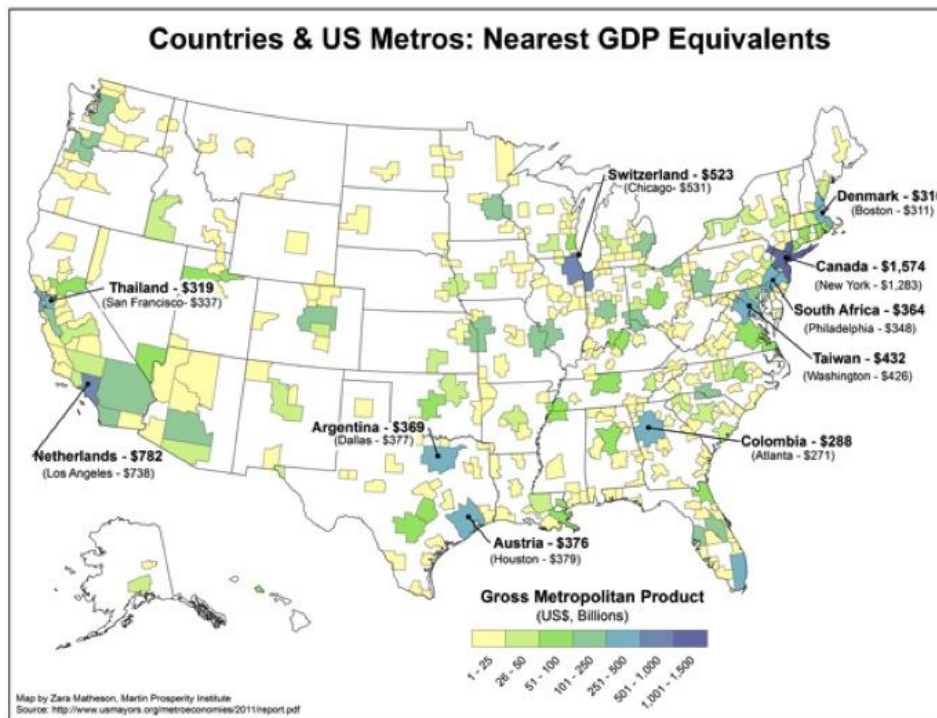 Countries & US Metros: Nearest GDP Equivalents
Switzerland - $523
(Chicago- $531)
Denmark - $310
(Boston - $311)
Canada - $1,574
(New York - $1,283)
Thailand - $319
(San Francisco- $337)
South Africa - $364
(Philadelphia - $348)
Taiwan - $432
(Washington - $426)
Argentina - $369
(Dallas - $377)
Colombia - $288
(Atlanta - $271)
Netherlands - $782
(Los Angeles - $738)
Austria - $376
(Houston - $379)
Gross Metropolitan Product
(US$, Billions)
1 - 25
26 - 50
51 - 100
101 - 250
251 - 500
501 - 1,000
1,001 - 1,500
Map by Zara Matheson, Martin Prosperity Institute
Source: http://www.usmayors.org/metroeconomies/2011/report.pdf